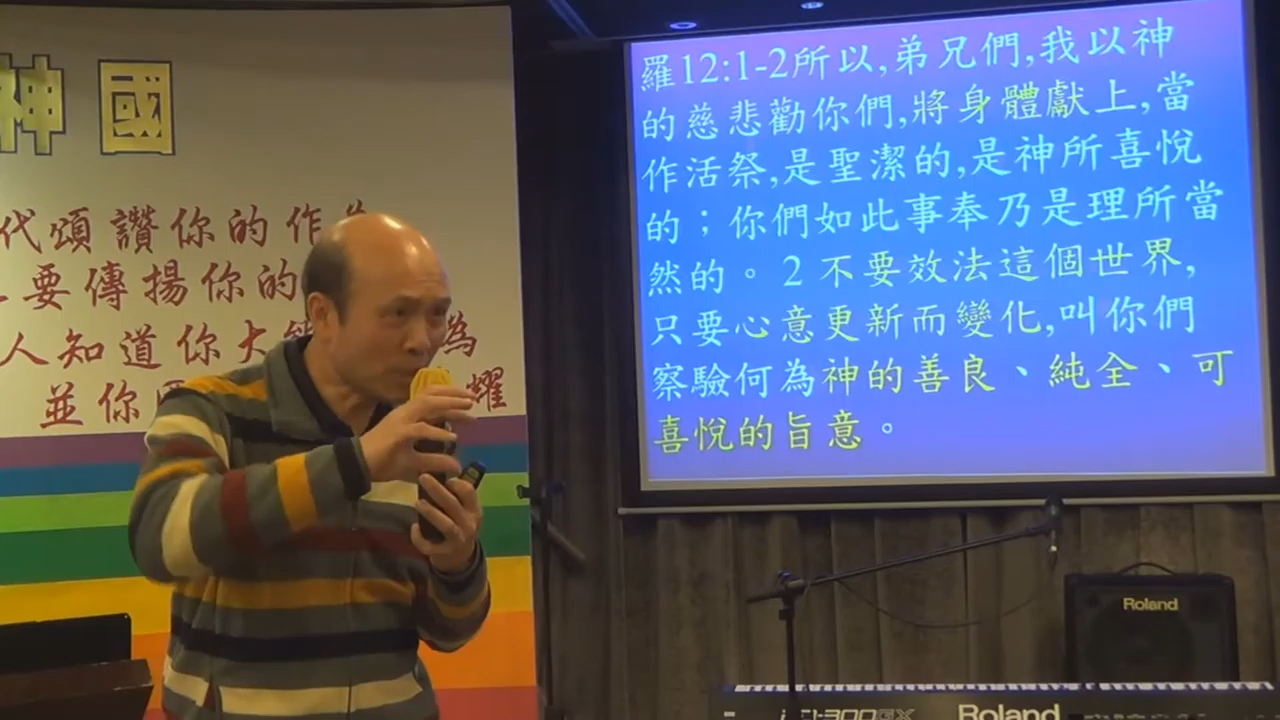 神國
代頌讚你的作為
要傳揚你的
人知道你大 為
並你 耀
羅12:1-2所以,弟兄們,我以神
的慈悲勸你們,將身體獻上,當
作活祭,是聖潔的,是神所喜悅
的；你們如此事奉乃是理所當
然的。 2 不要效法這個世界,
只要心意更新而變化,叫你們
察驗何為神的善良、純全、可
喜悅的旨意。
Roland
Roland